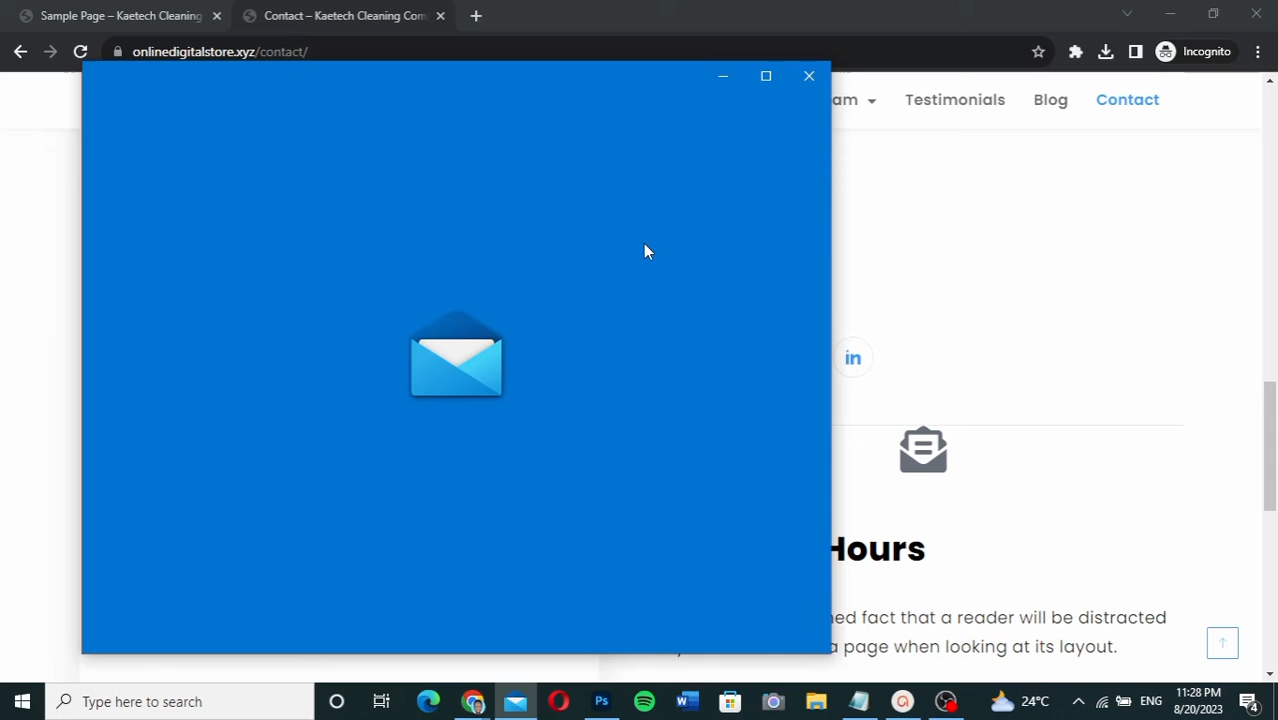 Sample Page – Kaetech Cleaning
Contact – Kaetech Cleaning Com
onlinedigitalstore.xyz/contact/
Incognito
am
Testimonials
Blog
Contact
in
Hours
ned fact that a reader will be distracted
a page when looking at its layout.
Type here to search
24°C
ENG
11:28 PM
8/20/2023
4